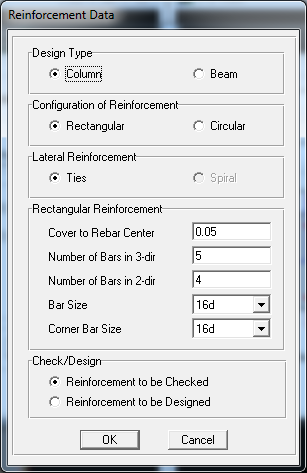 Reinforcement Data
Design Type
Column Beam
Configuration of Reinforcement
Rectangular Circular
Lateral Reinforcement
Ties Spiral
Rectangular Reinforcement
Cover to Rebar Center 0.05
Number of Bars in 3-dir 5
Number of Bars in 2-dir 4
Bar Size 16d
Corner Bar Size 16d
Check/Design
Reinforcement to be Checked
Reinforcement to be Designed
OK Cancel